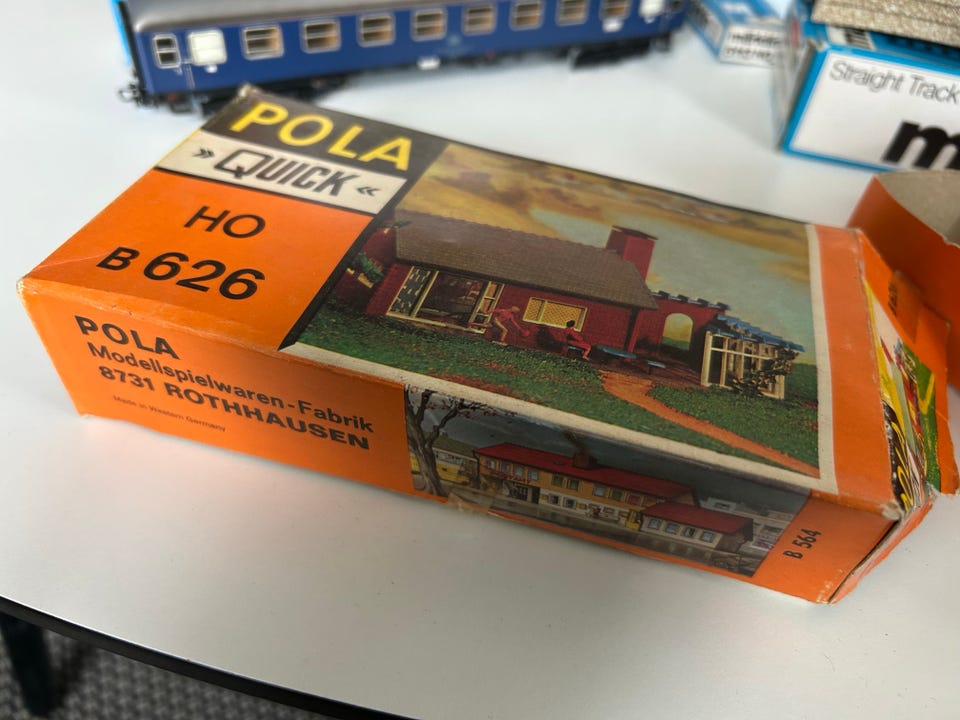 POLA
»QUICK«
HO
B 626
POLA
Modellspielwaren-Fabrik
8731 ROTHHAUSEN
Made in Western Germany
B 564
Straight Track
m